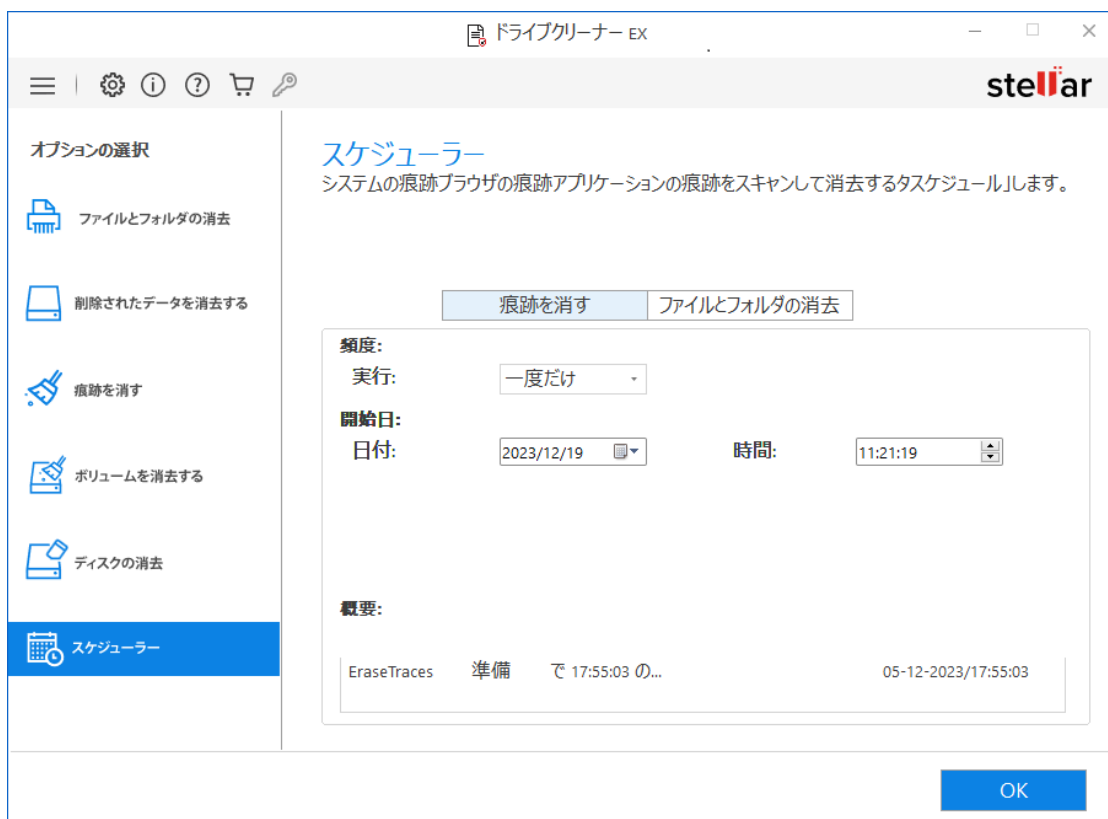 ドライブクリーナー EX
stellar
オプションの選択
ファイルとフォルダの消去
削除されたデータを消去する
痕跡を消す
ボリュームを消去する
ディスクの消去
スケジューラー
スケジューラー
システムの痕跡ブラウザの痕跡アプリケーションの痕跡をスキャンして消去するタスケジュール」します。
痕跡を消す ファイルとフォルダの消去
頻度:
実行: 一度だけ
開始日:
日付: 2023/12/19 時間: 11:21:19
概要:
EraseTraces 準備 で 17:55:03 の... 05-12-2023/17:55:03
OK